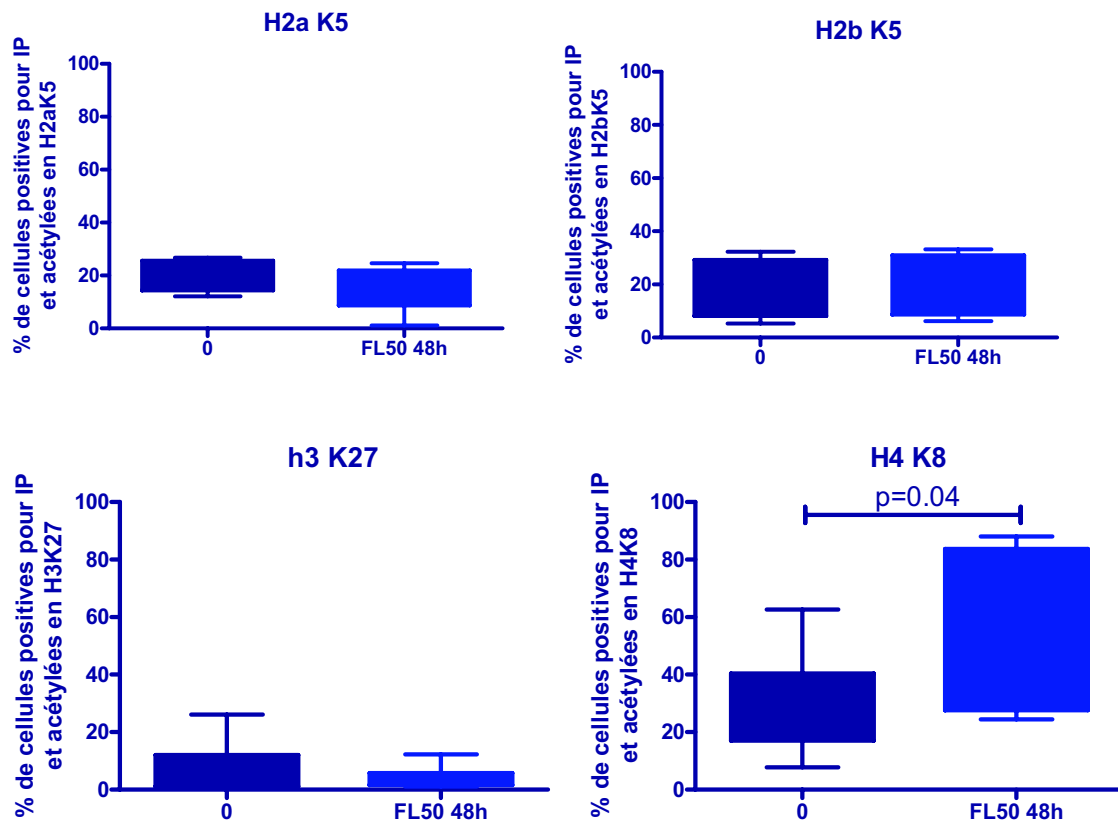 H2a K5
% de cellules positives pour IP
et acétylées en H2aK5
100
80
60
40
20
0
0
FL50 48h
H2b K5
% de cellules positives pour IP
et acétylées en H2bK5
100
80
60
40
20
0
0
FL50 48h
h3 K27
% de cellules positives pour IP
et acétylées en H3K27
100
80
60
40
20
0
0
FL50 48h
H4 K8
p=0.04
% de cellules positives pour IP
et acétylées en H4K8
100
80
60
40
20
0
0
FL50 48h